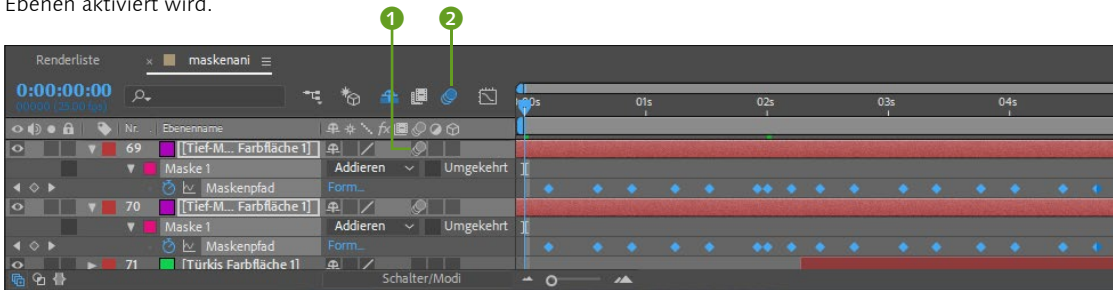 Ebenen aktiviert wird.
1 2
Renderliste × maskenani
0:00:00:00
00000 (25.00 fps)
00s 01s 02s 03s 04s
Nr. Ebenenname fx
69 [[Tief-M... Farbfläche 1]
Maske 1 Addieren Umgekehrt
Maskenpfad Form...
70 [[Tief-M... Farbfläche 1]
Maske 1 Addieren Umgekehrt
Maskenpfad Form...
71 [Türkis Farbfläche 1]
Schalter/Modi